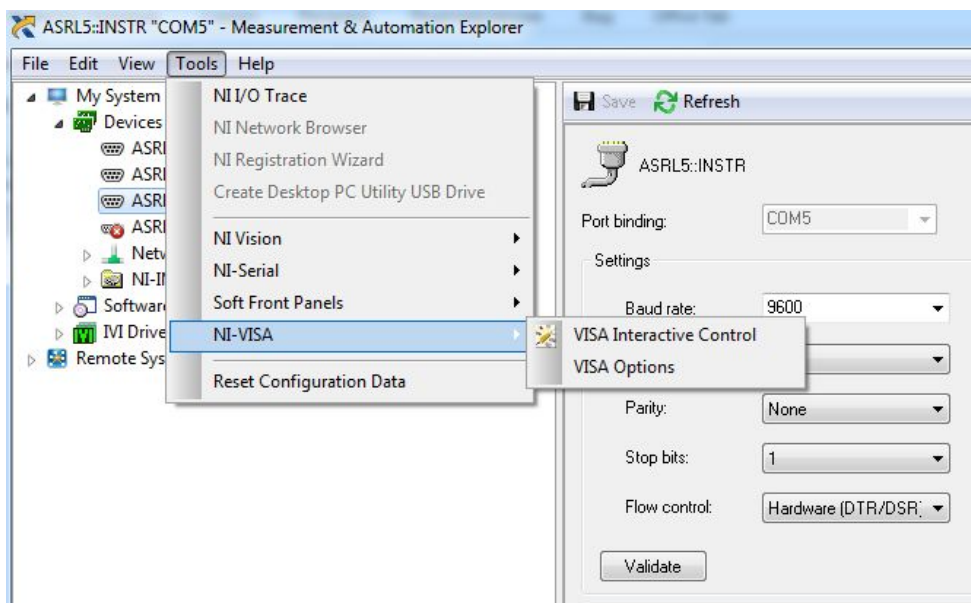 ASRL5::INSTR "COM5" - Measurement & Automation Explorer
File Edit View Tools Help
My System
Devices
ASRL
ASRL
ASRL
ASRL
Netw
NI-IN
Software
IVI Drive
Remote Sys
NI I/O Trace
NI Network Browser
NI Registration Wizard
Create Desktop PC Utility USB Drive
NI Vision
NI-Serial
Soft Front Panels
NI-VISA
Reset Configuration Data
VISA Interactive Control
VISA Options
Save Refresh
ASRL5::INSTR
Port binding: COM5
Settings
Baud rate: 9600
Parity: None
Stop bits: 1
Flow control: Hardware (DTR/DSR)
Validate